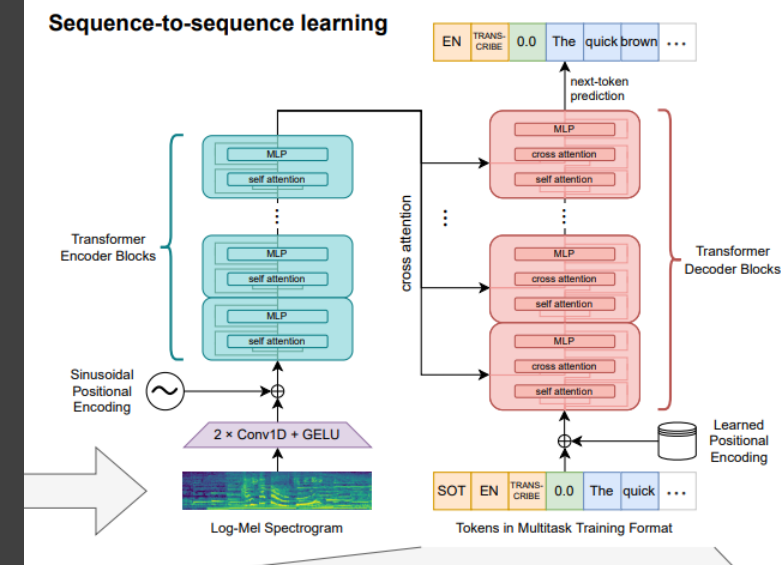 Sequence-to-sequence learning
EN TRANS-CRIBE 0.0 The quick brown ...
next-token
prediction
MLP
self attention
MLP
cross attention
self attention
...
...
...
Transformer
Encoder Blocks
cross attention
Transformer
Decoder Blocks
MLP
self attention
MLP
self attention
MLP
cross attention
self attention
MLP
cross attention
self attention
Sinusoidal
Positional
Encoding
2 × Conv1D + GELU
Learned
Positional
Encoding
SOT EN TRANS-CRIBE 0.0 The quick ...
Log-Mel Spectrogram
Tokens in Multitask Training Format